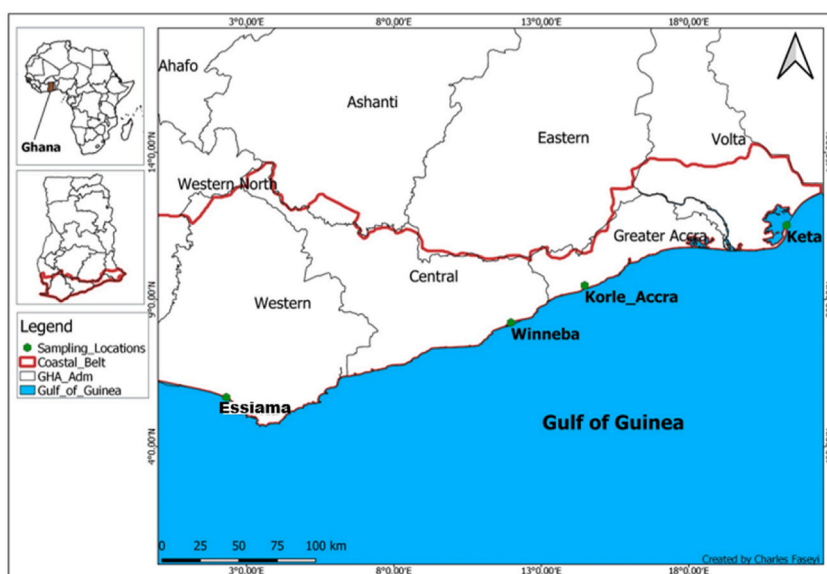 3°0.00'E 8°0.00'E 13°0.00'E 18°0.00'E
Ahafo
Ashanti
Eastern
Volta
Ghana
14°0.00'N
Western North
Greater Accra
Keta
Central
Korle_Accra
Western
9°0.00'N
Winneba
Legend
Sampling_Locations
Coastal_Belt
GHA_Adm
Gulf_of_Guinea
Essiama
Gulf of Guinea
4°0.00'N
0 25 50 75 100 km
Created by Charles Faseyi
3°0.00'E 8°0.00'E 13°0.00'E 18°0.00'E